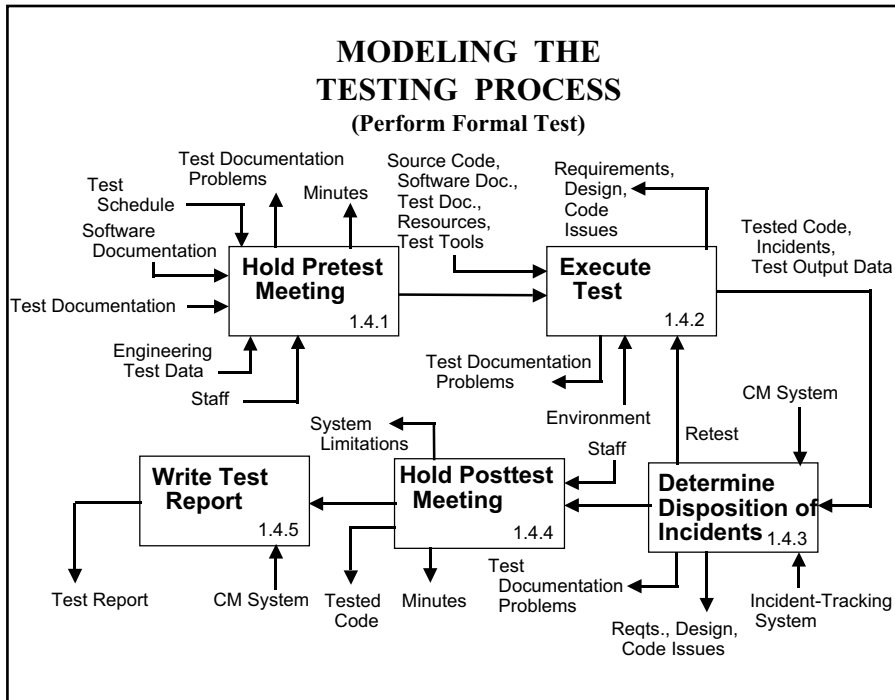 MODELING THE
TESTING PROCESS
(Perform Formal Test)
Test Documentation
Problems
Minutes
Test
Schedule
Software
Documentation
Test Documentation
Engineering
Test Data
Staff
Hold Pretest
Meeting
1.4.1
Source Code,
Software Doc.,
Test Doc.,
Resources,
Test Tools
Requirements,
Design,
Code
Issues
Execute
Test
1.4.2
Tested Code,
Incidents,
Test Output Data
Test Documentation
Problems
Environment
Retest
CM System
Determine
Disposition of
Incidents
1.4.3
Test
Documentation
Problems
Reqts., Design,
Code Issues
Incident-Tracking
System
System
Limitations
Staff
Hold Posttest
Meeting
1.4.4
Tested
Code
Minutes
Write Test
Report
1.4.5
Test Report
CM System